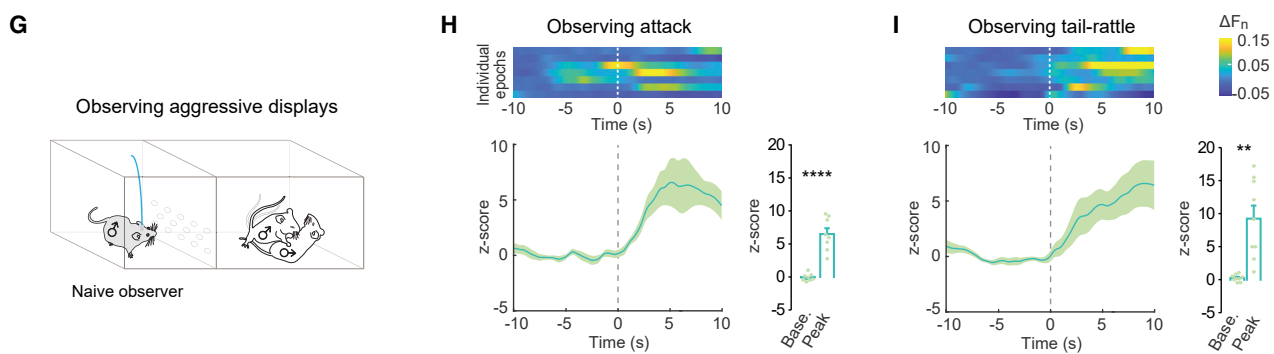 G
Observing aggressive displays
♂
♂
♂
Naive observer
H
Observing attack
Individual
epochs
-10 -5 0 5 10
Time (s)
10
5
0
-5
z-score
-10 -5 0 5 10
Time (s)
20
15
10
5
0
-5
z-score
****
Base.
Peak
I
Observing tail-rattle
-10 -5 0 5 10
Time (s)
ΔFn
0.15
0.05
-0.05
10
5
0
-5
z-score
-10 -5 0 5 10
Time (s)
20
15
10
5
0
-5
z-score
**
Base.
Peak